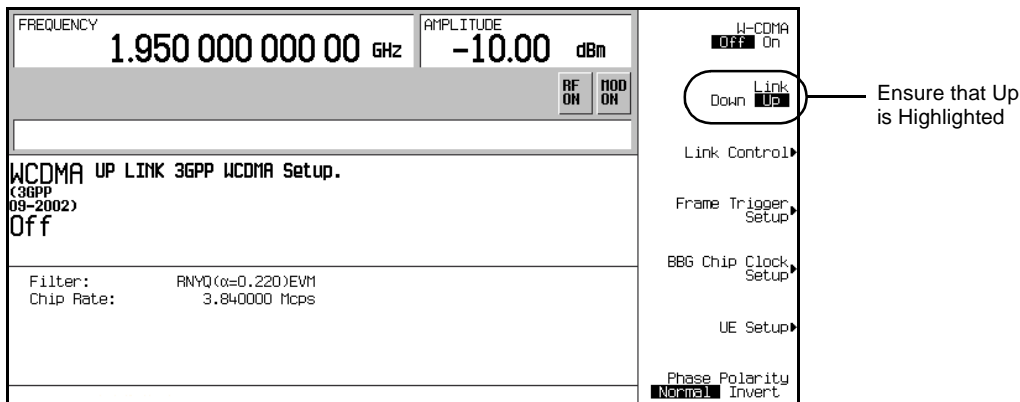 FREQUENCY
1.950 000 000 00 GHz
AMPLITUDE
-10.00 dBm
RF ON
MOD ON
WCDMA UP LINK 3GPP WCDMA Setup.
(3GPP
09-2002)
Off
Filter: RNYQ(α=0.220)EVM
Chip Rate: 3.840000 Mcps
W-CDMA
Off On
Link
Down Up
Link Control
Frame Trigger
Setup
BBG Chip Clock
Setup
UE Setup
Phase Polarity
Normal Invert
Ensure that Up
is Highlighted